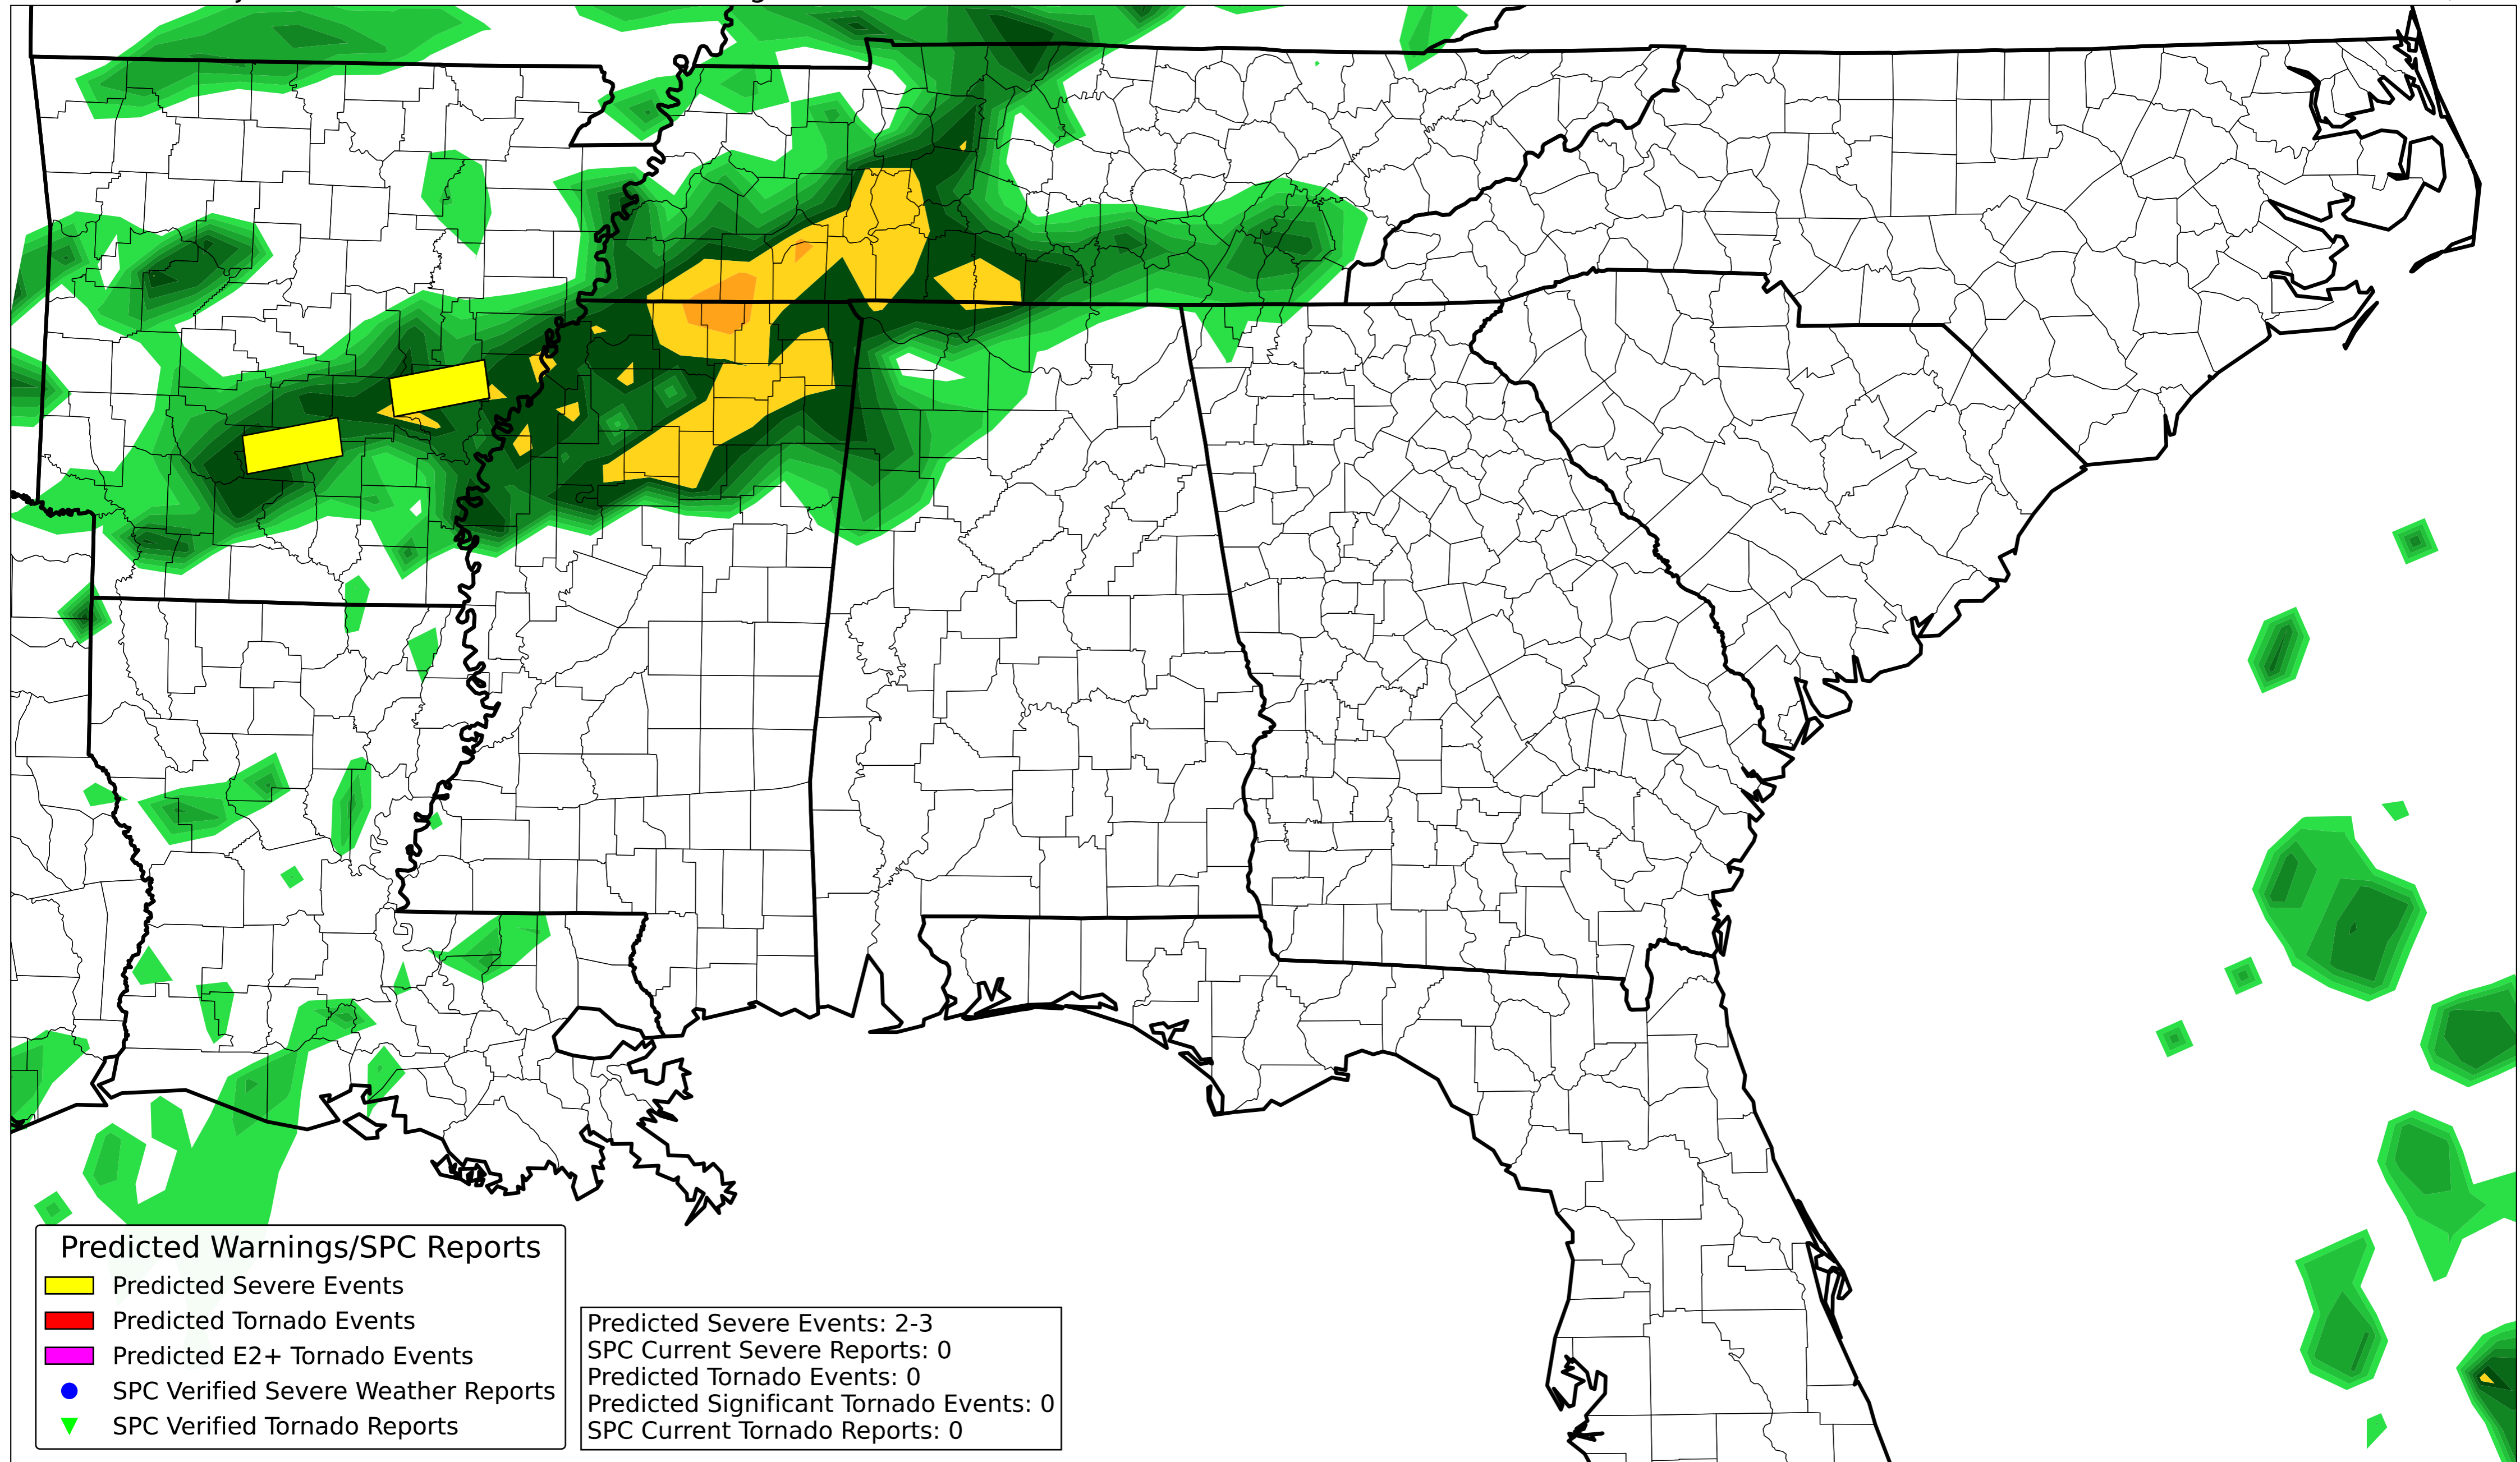 Predicted Warnings/SPC Reports
Predicted Severe Events
Predicted Tornado Events
Predicted E2+ Tornado Events
SPC Verified Severe Weather Reports
SPC Verified Tornado Reports
Predicted Severe Events: 2-3
SPC Current Severe Reports: 0
Predicted Tornado Events: 0
Predicted Significant Tornado Events: 0
SPC Current Tornado Reports: 0